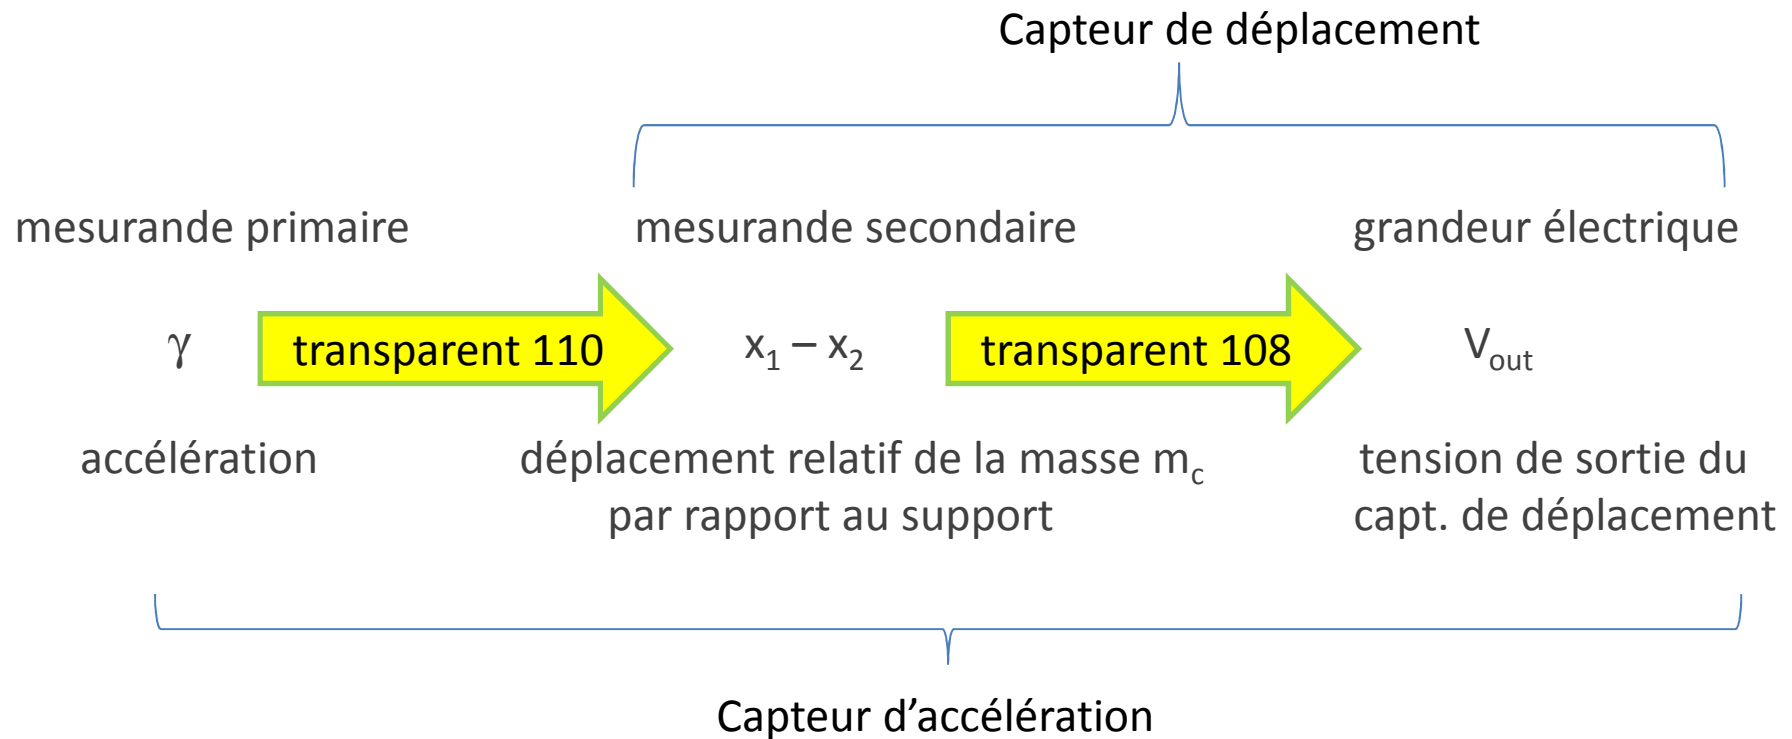 Capteur de déplacement
mesurande primaire
mesurande secondaire
grandeur électrique
γ
transparent 110
x₁ – x₂
transparent 108
Vout
accélération
déplacement relatif de la masse mc
par rapport au support
tension de sortie du
capt. de déplacement
Capteur d’accélération